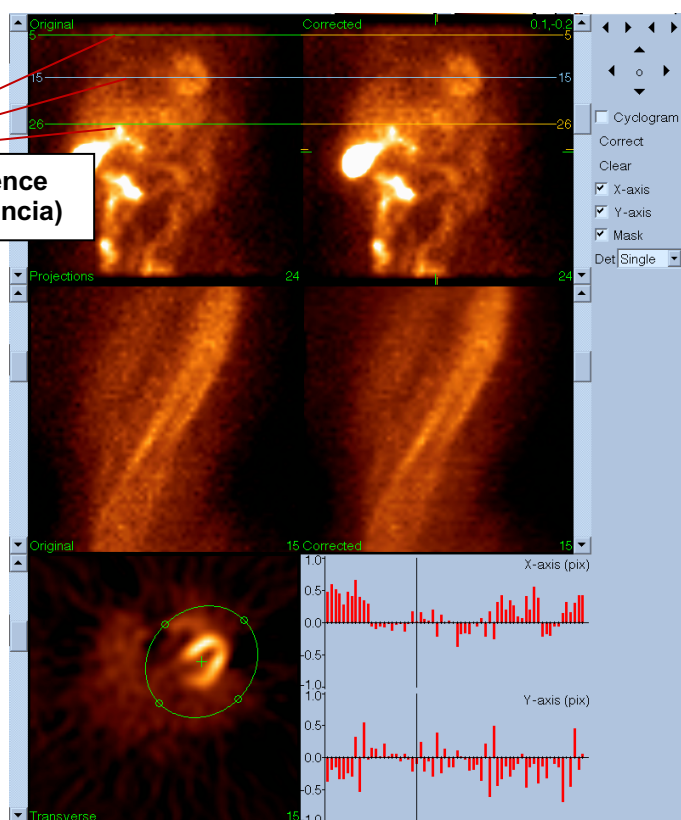 Original
Corrected
0.1,-0.2
5
5
15
15
26
26
ence
ncia)
Projections
24
24
Cyclogram
Correct
Clear
X-axis
Y-axis
Mask
Det Single
Original
15
Corrected
15
X-axis (pix)
1.0
0.5
0.0
-0.5
-1.0
Y-axis (pix)
1.0
0.5
0.0
-0.5
-1.0
Transverse
15